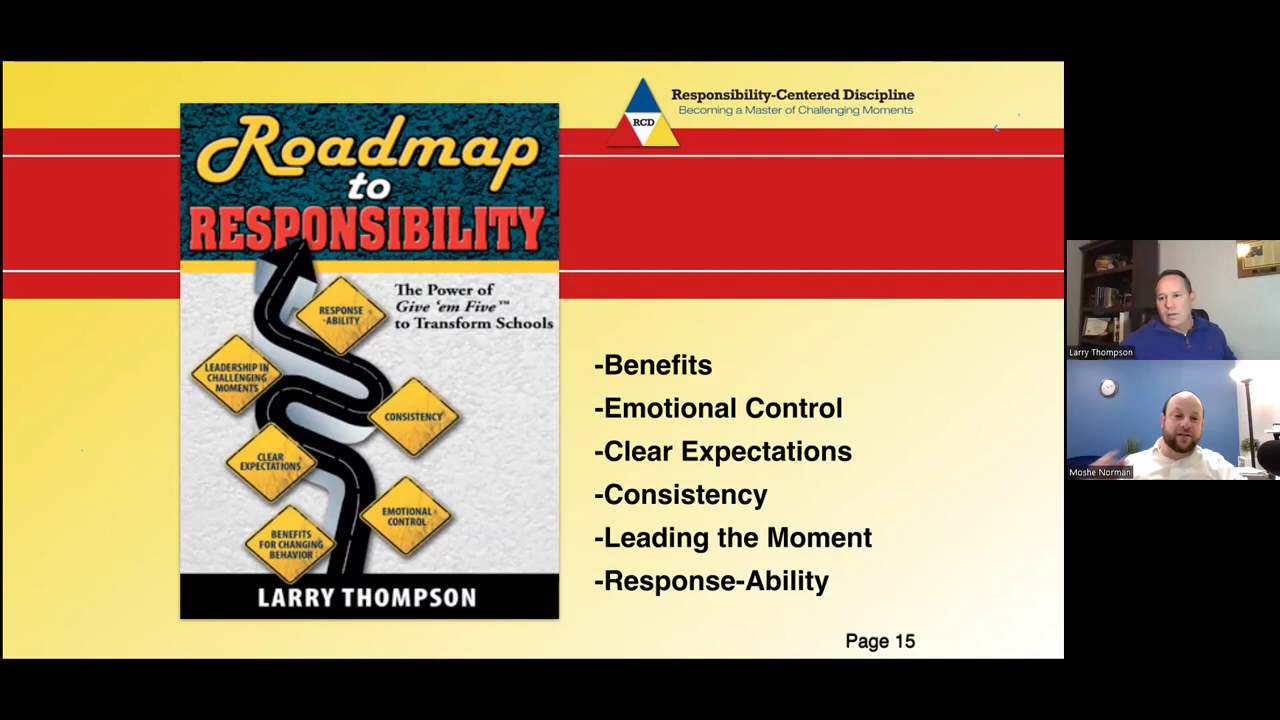 Responsibility-Centered Discipline
Becoming a Master of Challenging Moments
RCD
Roadmap
to
RESPONSIBILITY
The Power of
Give 'em Five™
to Transform Schools
RESPONSE
-ABILITY
LEADERSHIP IN
CHALLENGING
MOMENTS
CONSISTENCY
CLEAR
EXPECTATIONS
EMOTIONAL
CONTROL
BENEFITS
FOR CHANGING
BEHAVIOR
LARRY THOMPSON
-Benefits
-Emotional Control
-Clear Expectations
-Consistency
-Leading the Moment
-Response-Ability
Page 15
Larry Thompson
Moshe Norman